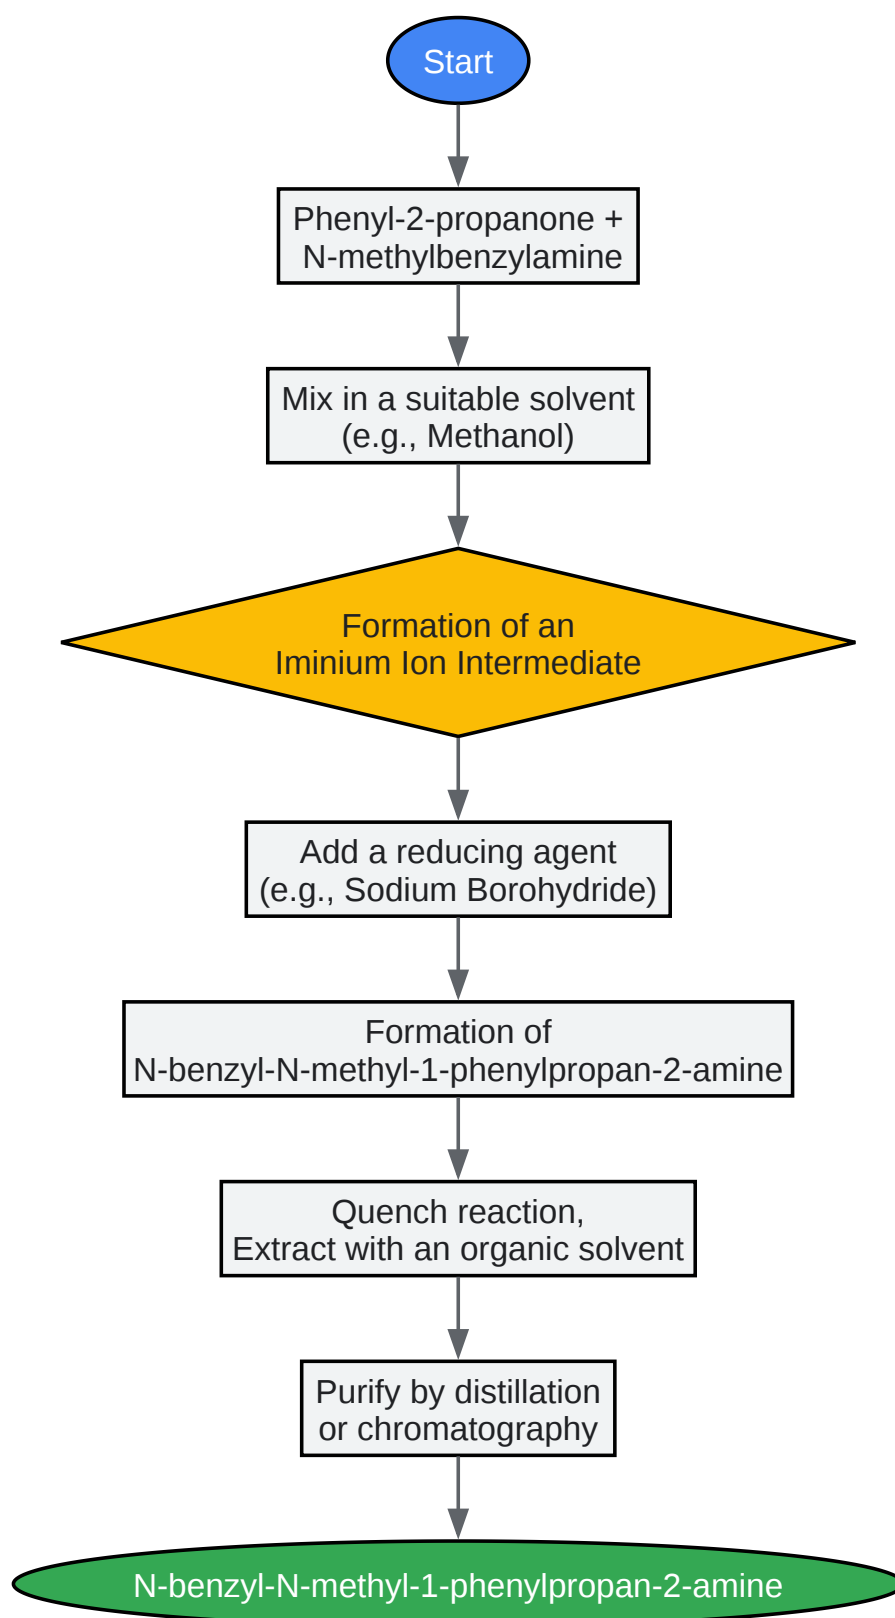 Start
Phenyl-2-propanone +
N-methylbenzylamine
Mix in a suitable solvent
(e.g., Methanol)
Formation of an
Iminium Ion Intermediate
Add a reducing agent
(e.g., Sodium Borohydride)
Formation of
N-benzyl-N-methyl-1-phenylpropan-2-amine
Quench reaction,
Extract with an organic solvent
Purify by distillation
or chromatography
N-benzyl-N-methyl-1-phenylpropan-2-amine